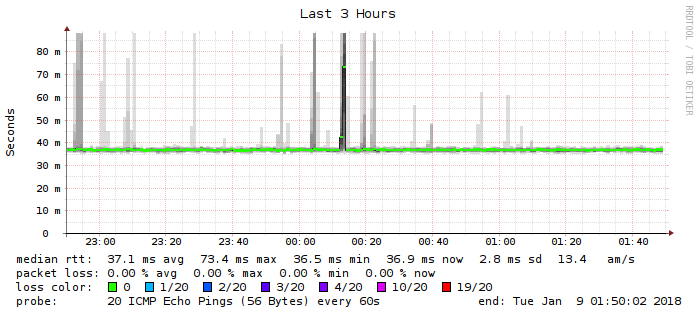 Last 3 Hours
RRDTOOL / TOBI OETIKER
Seconds
80 m
70 m
60 m
50 m
40 m
30 m
20 m
10 m
0
23:00 23:20 23:40 00:00 00:20 00:40 01:00 01:20 01:40
median rtt: 37.1 ms avg 73.4 ms max 36.5 ms min 36.9 ms now 2.8 ms sd 13.4 am/s
packet loss: 0.00 % avg 0.00 % max 0.00 % min 0.00 % now
loss color: 0 1/20 2/20 3/20 4/20 10/20 19/20
probe: 20 ICMP Echo Pings (56 Bytes) every 60s end: Tue Jan 9 01:50:02 2018